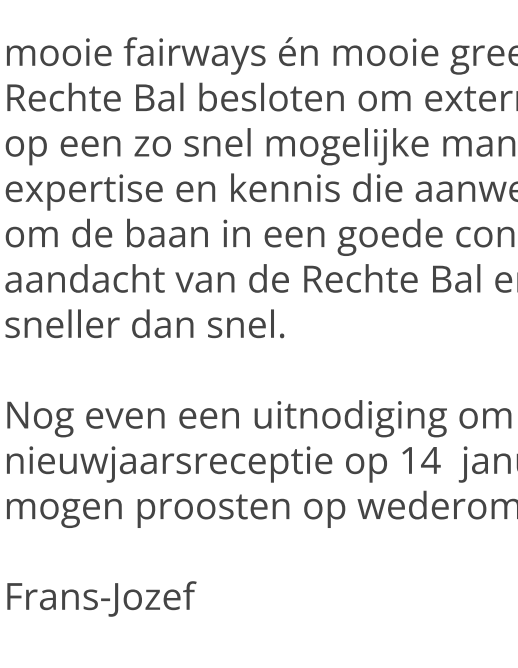 mooie fairways én mooie gree
Rechte Bal besloten om exter
op een zo snel mogelijke man
expertise en kennis die aanwe
om de baan in een goede con
aandacht van de Rechte Bal e
sneller dan snel.
Nog even een uitnodiging om
nieuwjaarsreceptie op 14 janu
mogen proosten op wederom
Frans-Jozef